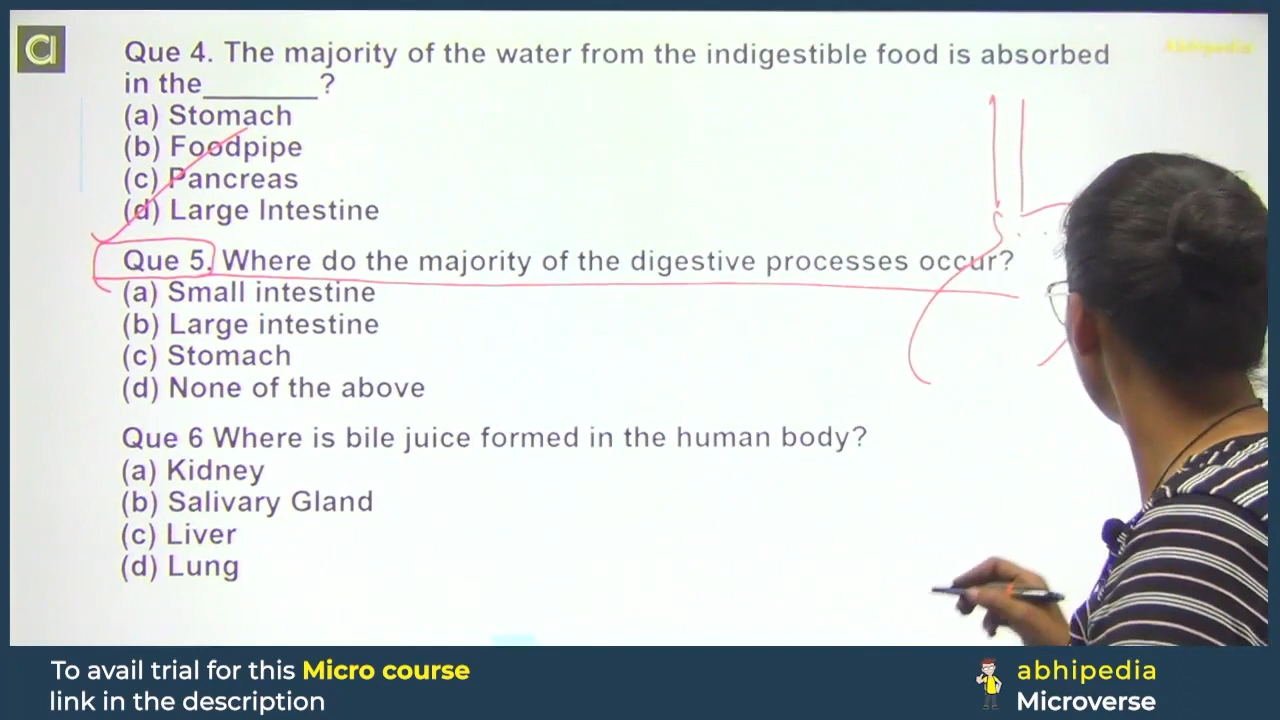 Que 4. The majority of the water from the indigestible food is absorbed
in the_______?
(a) Stomach
(b) Foodpipe
(c) Pancreas
(d) Large Intestine
Que 5. Where do the majority of the digestive processes occur?
(a) Small intestine
(b) Large intestine
(c) Stomach
(d) None of the above
Que 6 Where is bile juice formed in the human body?
(a) Kidney
(b) Salivary Gland
(c) Liver
(d) Lung
Abhipedia
To avail trial for this Micro course
link in the description
abhipedia
Microverse